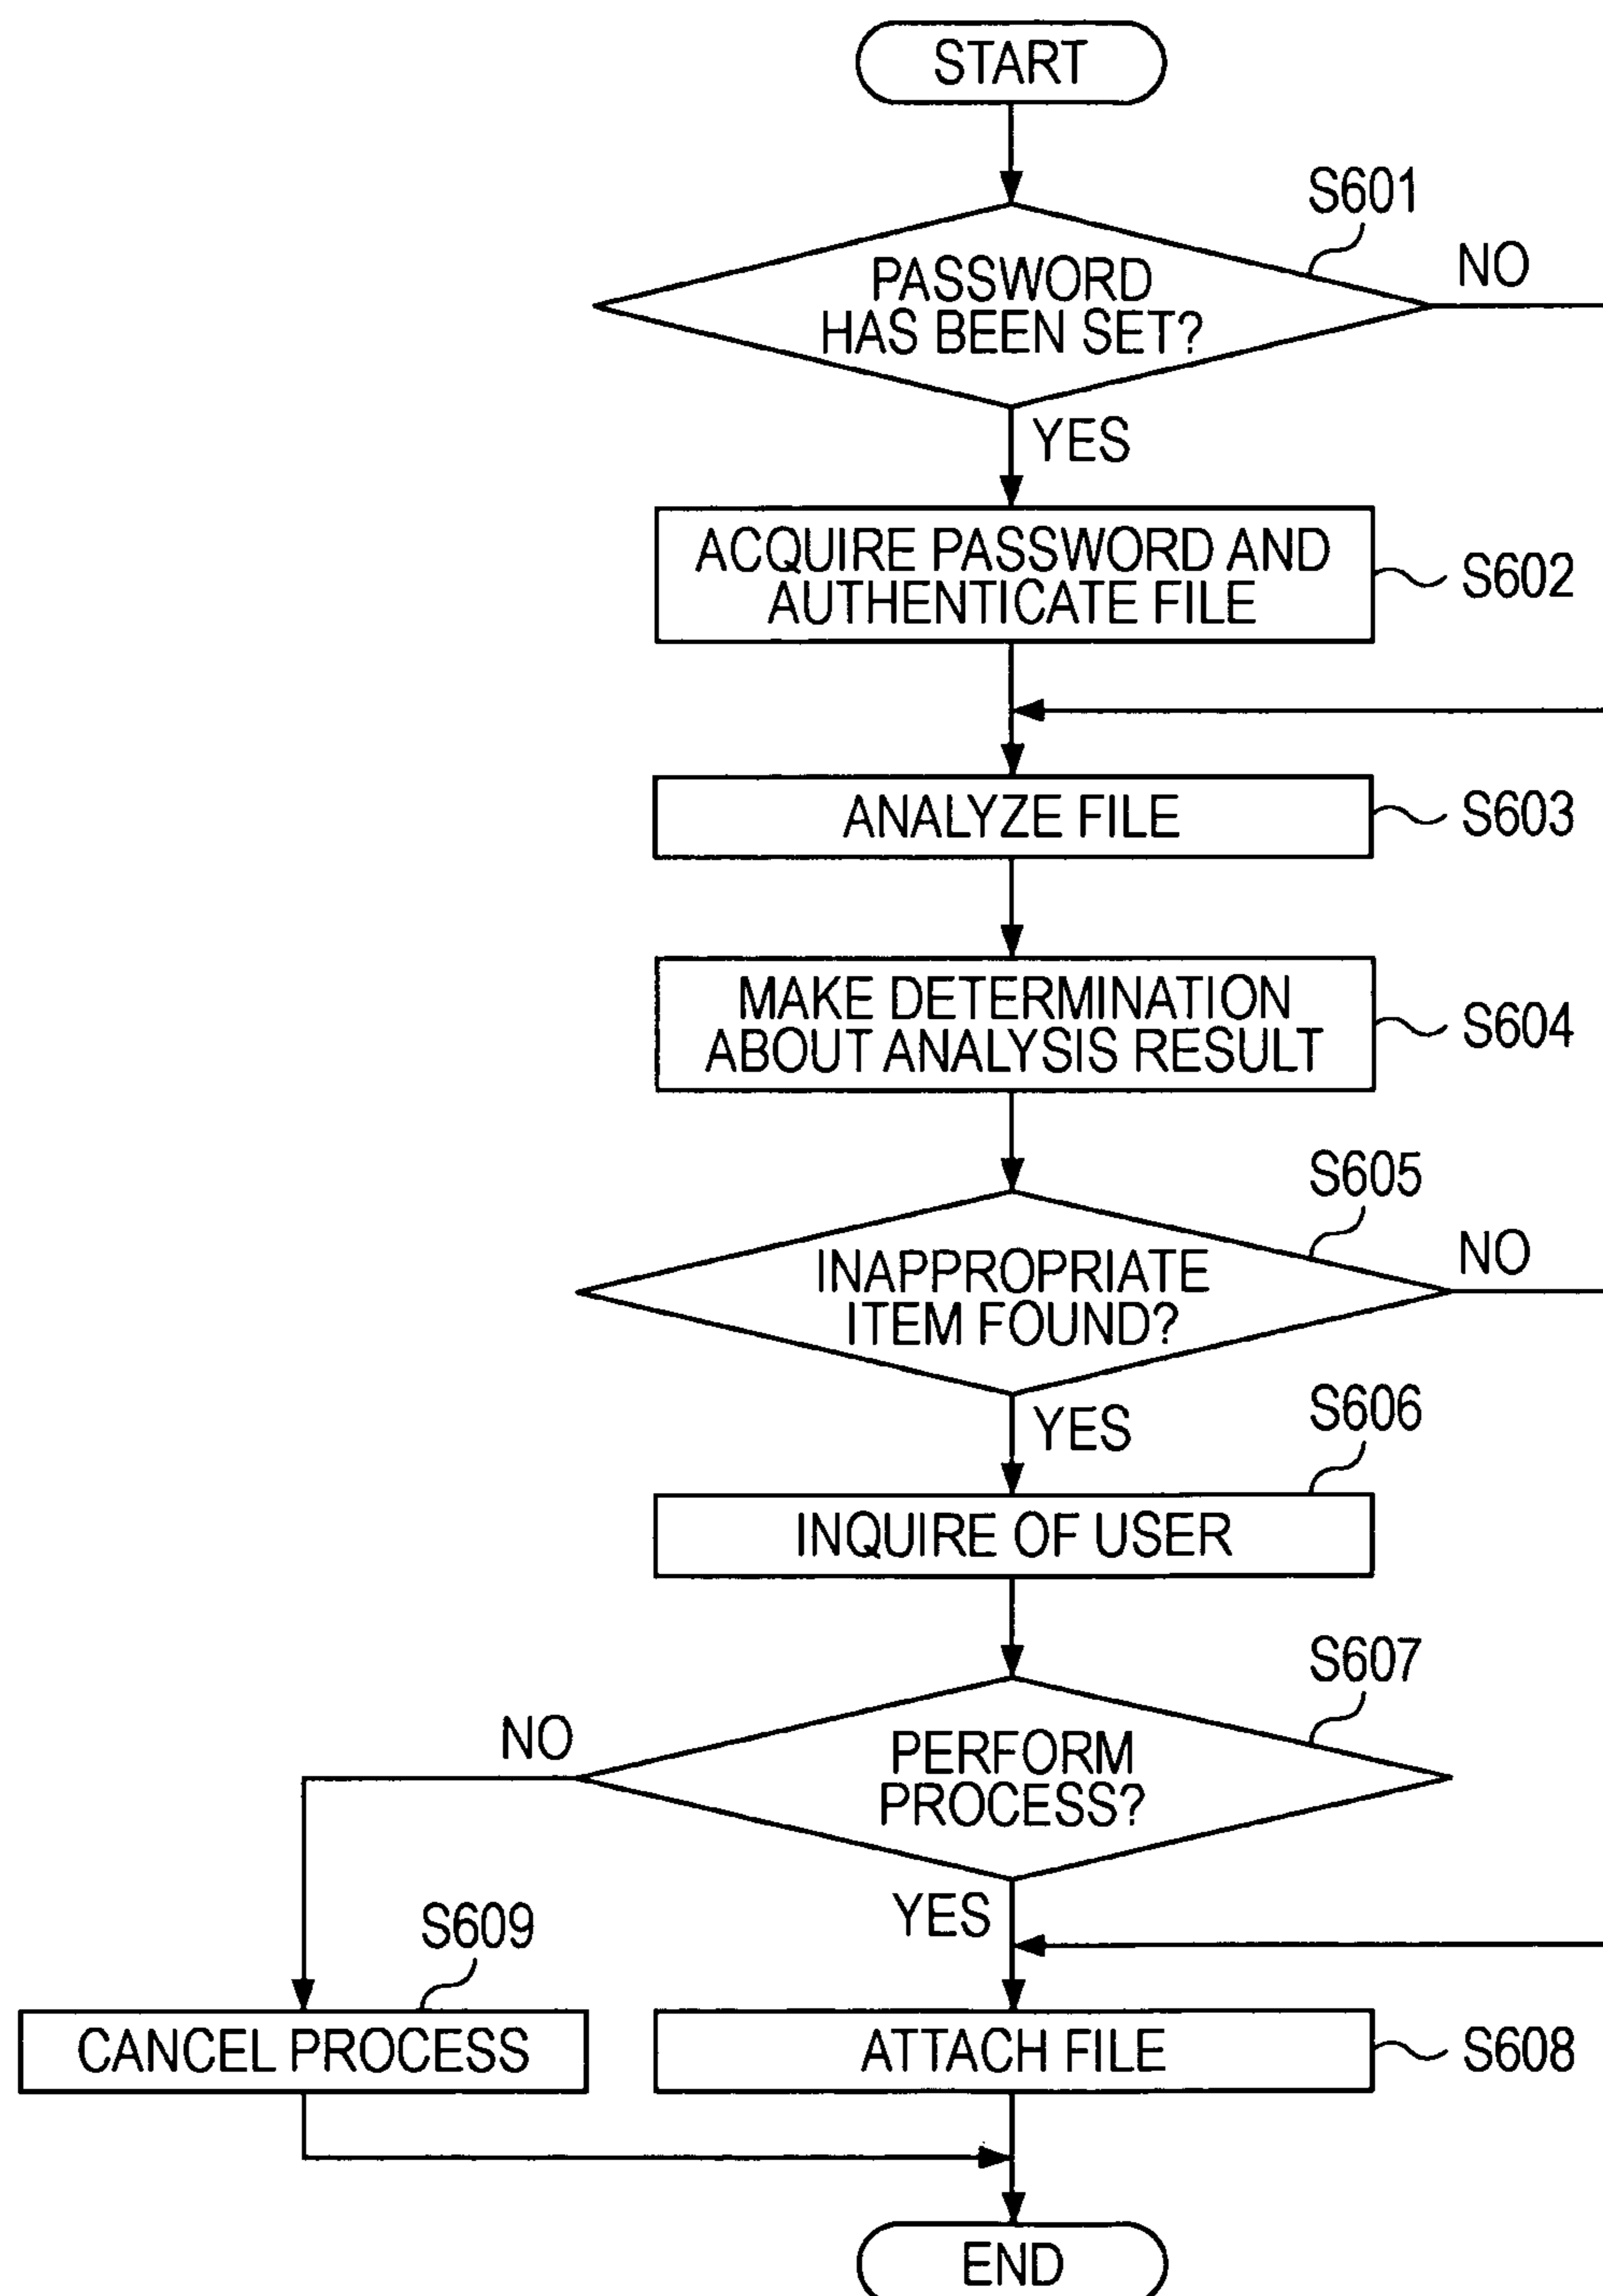 START
S601
PASSWORD
HAS BEEN SET?
NO
YES
ACQUIRE PASSWORD AND
AUTHENTICATE FILE
S602
ANALYZE FILE
S603
MAKE DETERMINATION
ABOUT ANALYSIS RESULT
S604
S605
INAPPROPRIATE
ITEM FOUND?
NO
YES
S606
INQUIRE OF USER
S607
NO
PERFORM
PROCESS?
YES
S609
CANCEL PROCESS
ATTACH FILE
S608
END